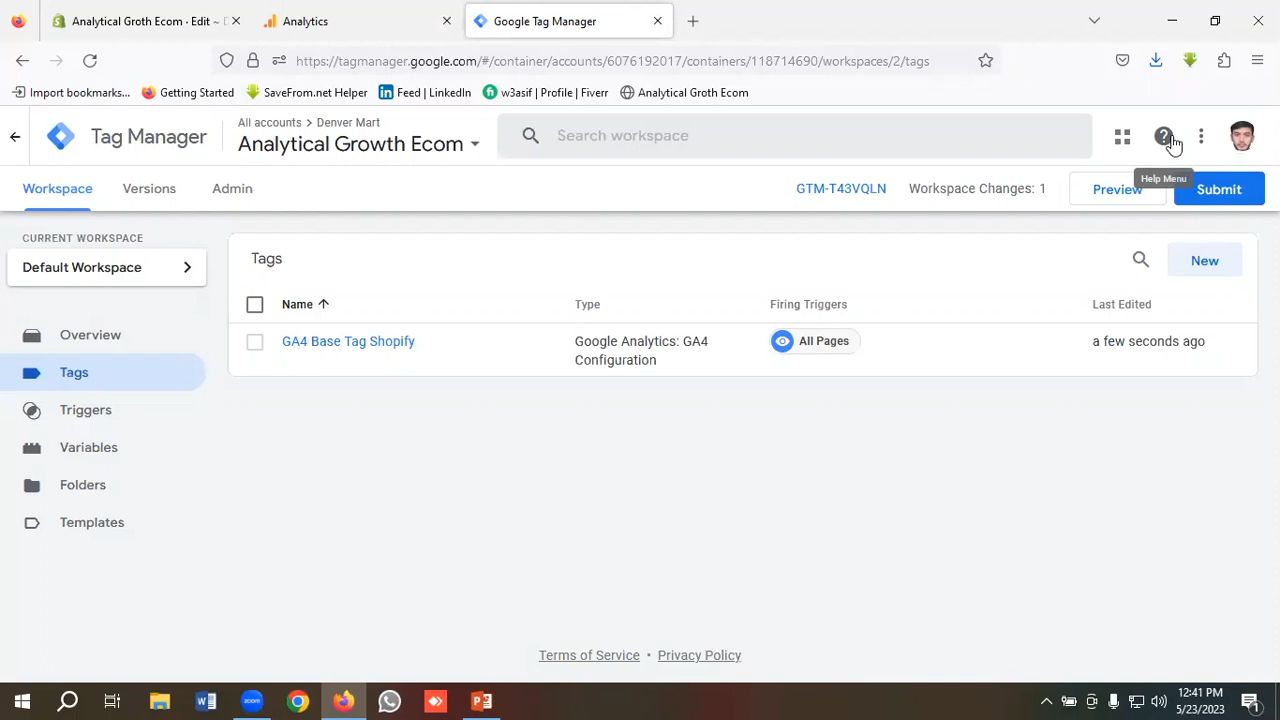 Analytical Groth Ecom · Edit ~
Analytics
Google Tag Manager
https://tagmanager.google.com/#/container/accounts/6076192017/containers/118714690/workspaces/2/tags
Import bookmarks...
Getting Started
SaveFrom.net Helper
Feed | LinkedIn
w3asif | Profile | Fiverr
Analytical Groth Ecom
Tag Manager
All accounts > Denver Mart
Analytical Growth Ecom
Search workspace
Help Menu
Workspace
Versions
Admin
GTM-T43VQLN
Workspace Changes: 1
Preview
Submit
CURRENT WORKSPACE
Default Workspace
Overview
Tags
Triggers
Variables
Folders
Templates
Tags
New
Name
Type
Firing Triggers
Last Edited
GA4 Base Tag Shopify
Google Analytics: GA4
Configuration
All Pages
a few seconds ago
Terms of Service • Privacy Policy
zoom
12:41 PM
5/23/2023
1